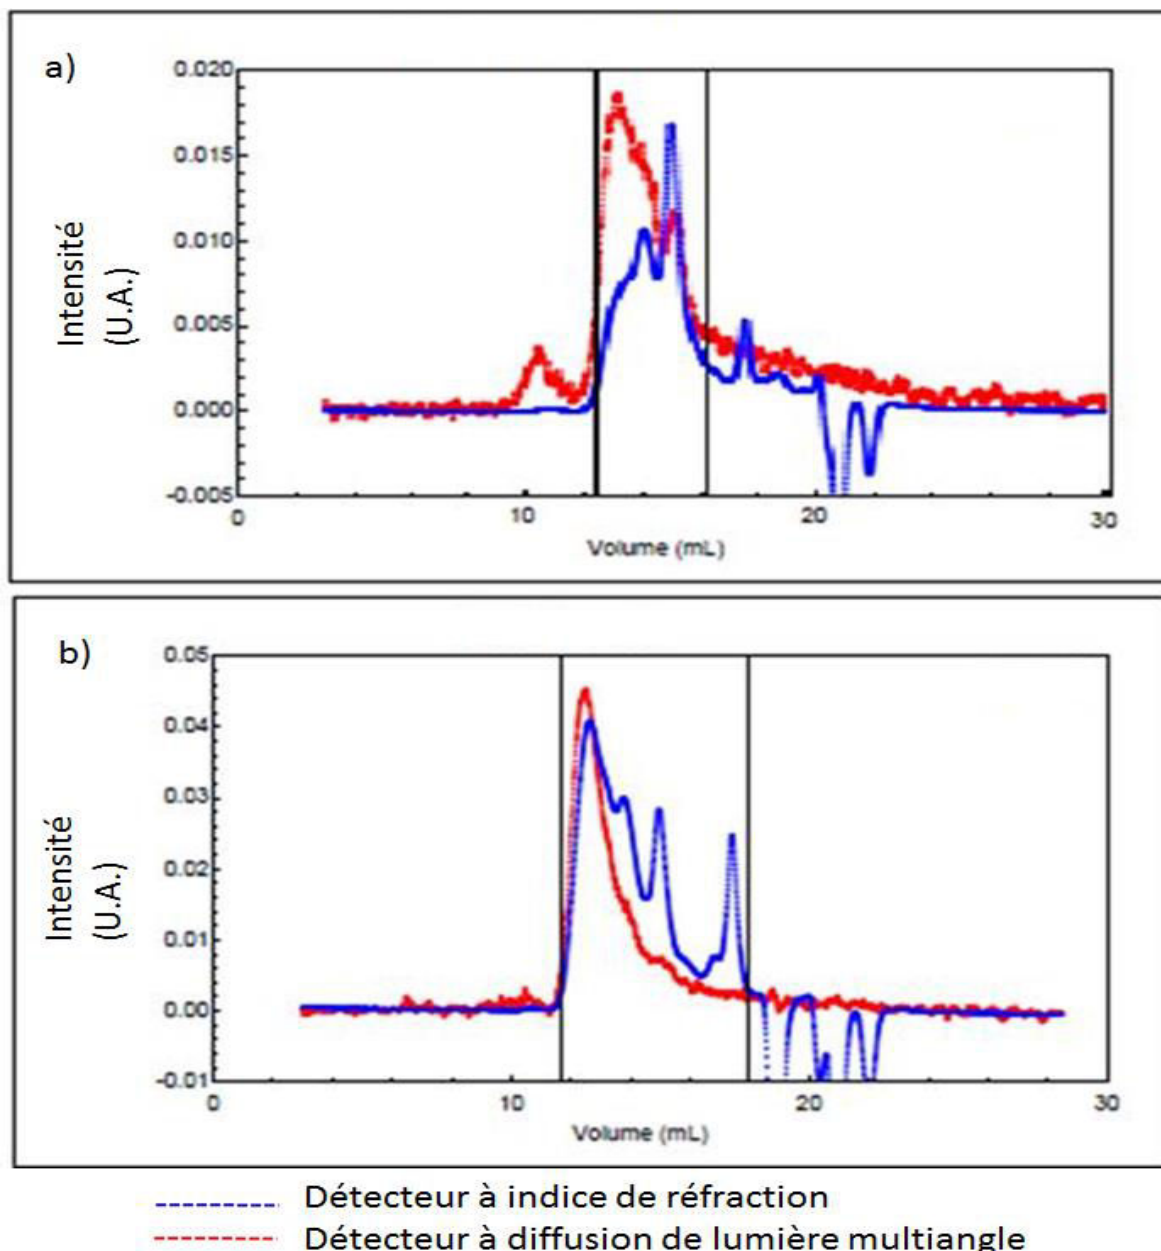 a)
0.020
0.015
0.010
0.005
0.000
-0.005
Intensité
(U.A.)
0 10 20 30
Volume (mL)
b)
0.05
0.04
0.03
0.02
0.01
0.00
-0.01
Intensité
(U.A.)
0 10 20 30
Volume (mL)
Détecteur à indice de réfraction
Détecteur à diffusion de lumière multiangle